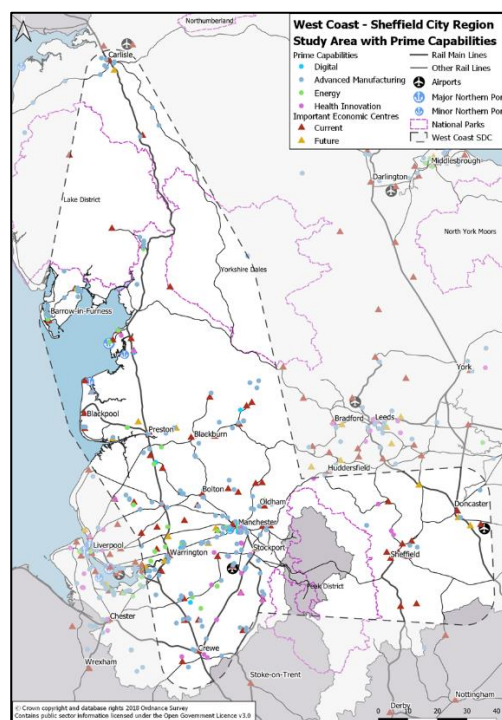 West Coast - Sheffield City Region
Study Area with Prime Capabilities
Prime Capabilities
Digital
Advanced Manufacturing
Energy
Health Innovation
Important Economic Centres
Current
Future
Rail Main Lines
Other Rail Lines
Airports
Major Northern Por
Minor Northern Por
National Parks
West Coast SDC
Northumberland
Carlisle
Middlesbrough
Darlington
Lake District
North York Moors
Yorkshire Dales
Barrow-in-Furness
York
Blackpool
Preston
Blackburn
Bradford
Leeds
Huddersfield
Bolton
Oldham
Doncaster
Manchester
Liverpool
Warrington
Stockport
Sheffield
Peak District
Chester
Crewe
Wrexham
Stoke-on-Trent
Nottingham
Derby
0 10 20 30 40
© Crown copyright and database rights 2018 Ordnance Survey
Contains public sector information licensed under the Open Government Licence v3.0